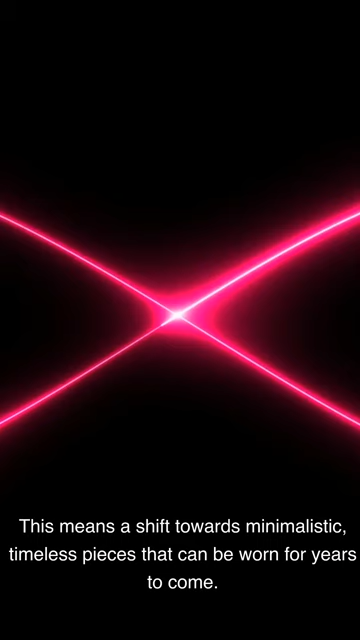 This means a shift towards minimalistic,
timeless pieces that can be worn for years
to come.